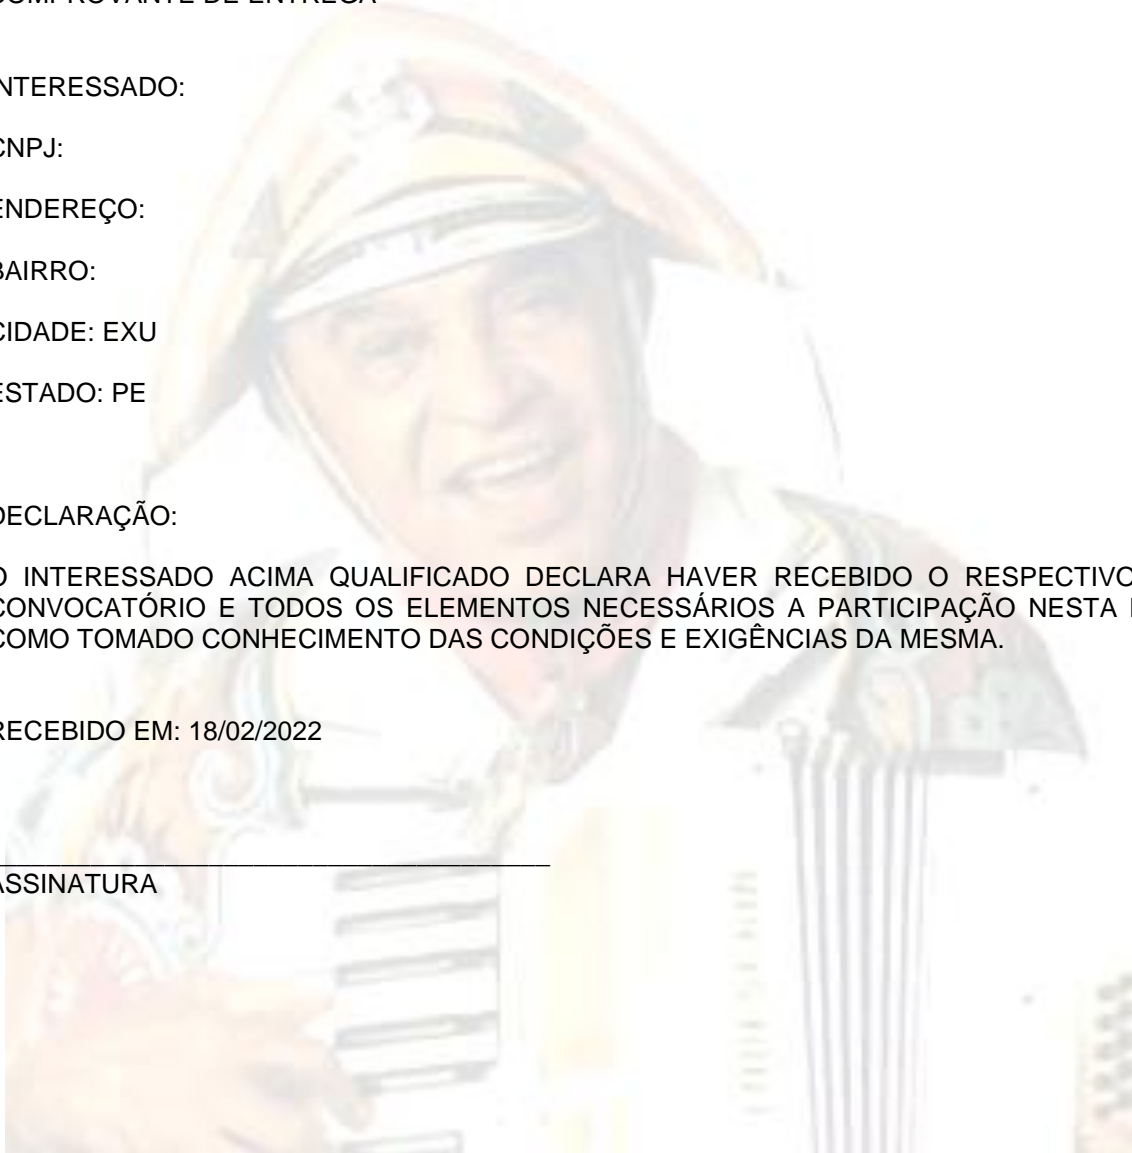 COMPROVANTE DE ENTREGA
INTERESSADO:
CNPJ:
ENDEREÇO:
BAIRRO:
CIDADE: EXU
ESTADO: PE
DECLARAÇÃO:
O INTERESSADO ACIMA QUALIFICADO DECLARA HAVER RECEBIDO O RESPECTIVO
CONVOCATÓRIO E TODOS OS ELEMENTOS NECESSÁRIOS A PARTICIPAÇÃO NESTA
COMO TOMADO CONHECIMENTO DAS CONDIÇÕES E EXIGÊNCIAS DA MESMA.
RECEBIDO EM: 18/02/2022
ASSINATURA